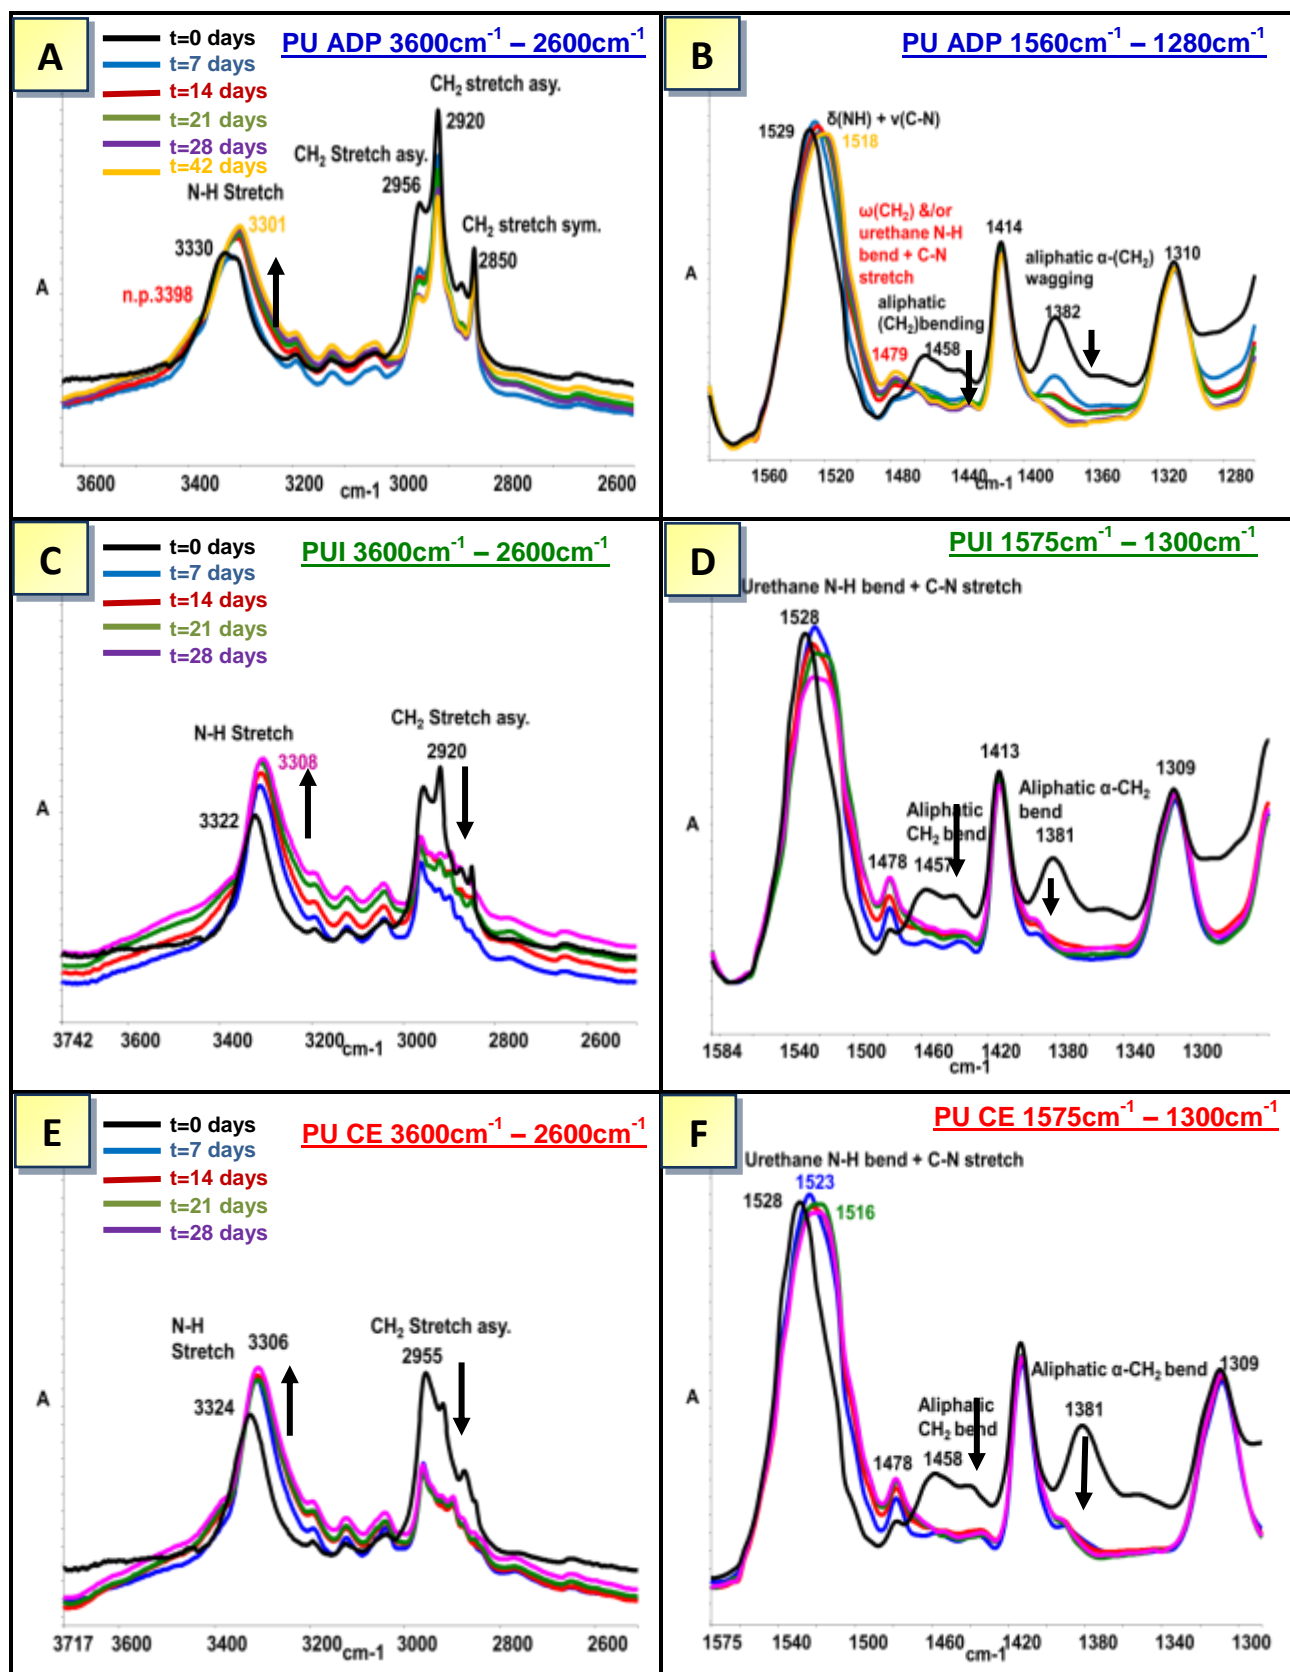 A
t=0 days
t=7 days
t=14 days
t=21 days
t=28 days
t=42 days
PU ADP 3600cm⁻¹ – 2600cm⁻¹
CH₂ stretch asy.
2920
CH₂ Stretch asy.
2956
N-H Stretch
3301
3330
CH₂ stretch sym.
2850
n.p.3398
A
3600
3400
3200
cm-1
3000
2800
2600
B
PU ADP 1560cm⁻¹ – 1280cm⁻¹
δ(NH) + ν(C-N)
1529
1518
ω(CH₂) &/or
urethane N-H
bend + C-N
stretch
1414
aliphatic α-(CH₂)
wagging
1310
1382
aliphatic
(CH₂)bending
1479
1458
A
1560
1520
1480
1440
cm-1
1400
1360
1320
1280
C
t=0 days
t=7 days
t=14 days
t=21 days
t=28 days
PUI 3600cm⁻¹ – 2600cm⁻¹
N-H Stretch
3308
3322
CH₂ Stretch asy.
2920
A
3742
3600
3400
3200
cm-1
3000
2800
2600
D
PUI 1575cm⁻¹ – 1300cm⁻¹
Urethane N-H bend + C-N stretch
1528
1413
Aliphatic α-CH₂
bend
1381
1309
Aliphatic
CH₂ bend
1478
1457
A
1584
1540
1500
1460
cm-1
1420
1380
1340
1300
E
t=0 days
t=7 days
t=14 days
t=21 days
t=28 days
PU CE 3600cm⁻¹ – 2600cm⁻¹
N-H
Stretch
3306
3324
CH₂ Stretch asy.
2955
A
3717
3600
3400
3200
cm-1
3000
2800
2600
F
PU CE 1575cm⁻¹ – 1300cm⁻¹
Urethane N-H bend + C-N stretch
1523
1528
1516
Aliphatic α-CH₂ bend
1309
1381
Aliphatic
CH₂ bend
1478
1458
A
1575
1540
1500
1460
cm-1
1420
1380
1340
1300